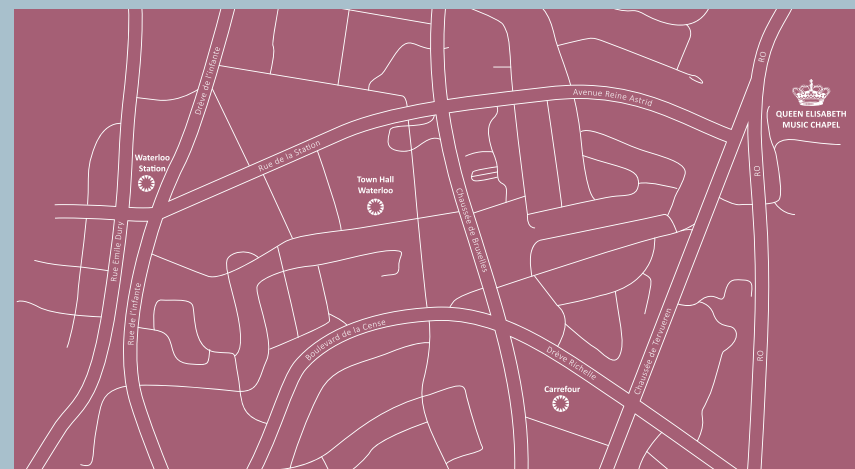 Drève de l'infante
RO
Avenue Reine Astrid
QUEEN ELISABETH
MUSIC CHAPEL
Rue de la Station
Waterloo
Station
Town Hall
Waterloo
RO
Chaussée de Bruxelles
Rue Emile Dury
Rue de l'infante
Boulevard de la Cense
Drève Richelle
Chaussée de Tervueren
RO
Carrefour